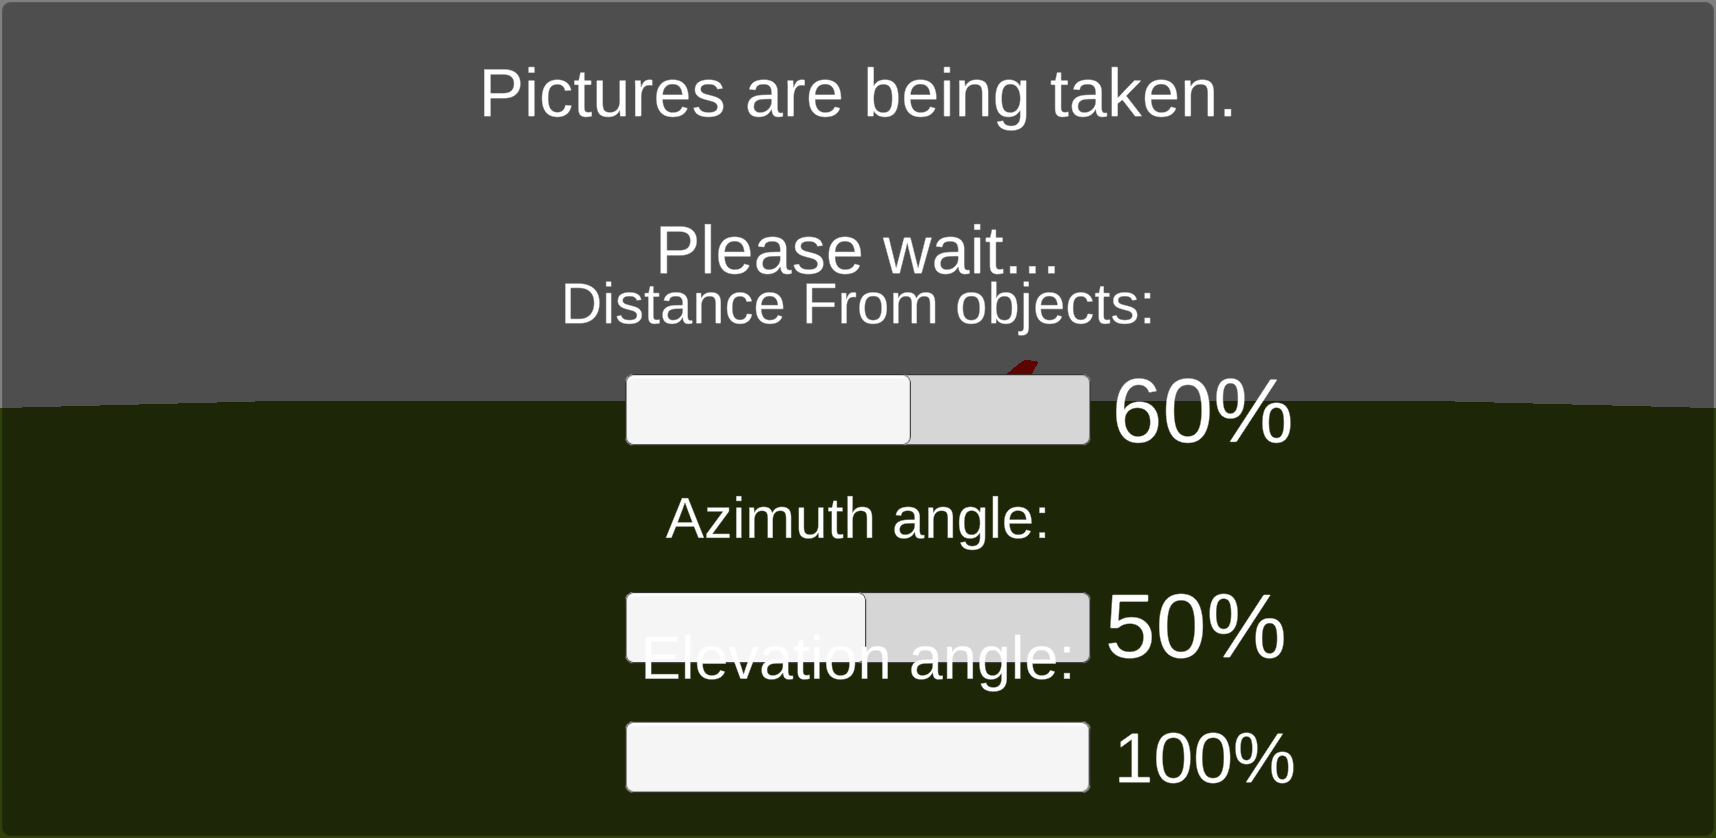 Pictures are being taken.
Please wait...
Distance From objects:
60%
Azimuth angle:
50%
Elevation angle:
100%